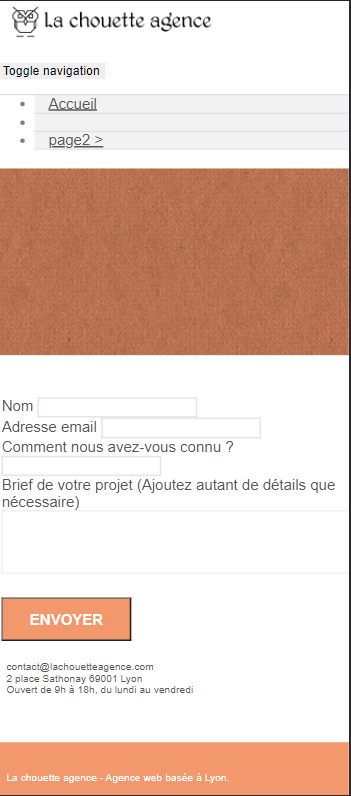 La chouette agence
Toggle navigation
Accueil
page2 >
Nom
Adresse email
Comment nous avez-vous connu ?
Brief de votre projet (Ajoutez autant de détails que
nécessaire)
ENVOYER
contact@lachouetteagence.com
2 place Sathonay 69001 Lyon
Ouvert de 9h à 18h, du lundi au vendredi
La chouette agence - Agence web basée à Lyon.